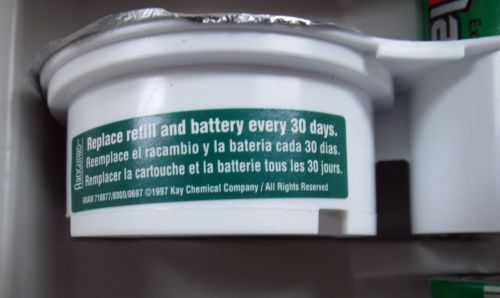 AROGUARD
Replace refill and battery every 30 days.
Reemplace el racambio y la bateria cada 30 dias.
Remplacer la cartouche et la batterie tous les 30 jours.
©1997 Kay Chemical Company / All Rights Reserved